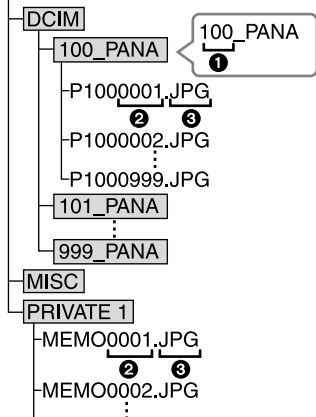 DCIM
100_PANA
100_PANA
❶
P1000001.JPG
❷ ❸
P1000002.JPG
P1000999.JPG
101_PANA
999_PANA
MISC
PRIVATE 1
MEMO0001.JPG
❷ ❸
MEMO0002.JPG